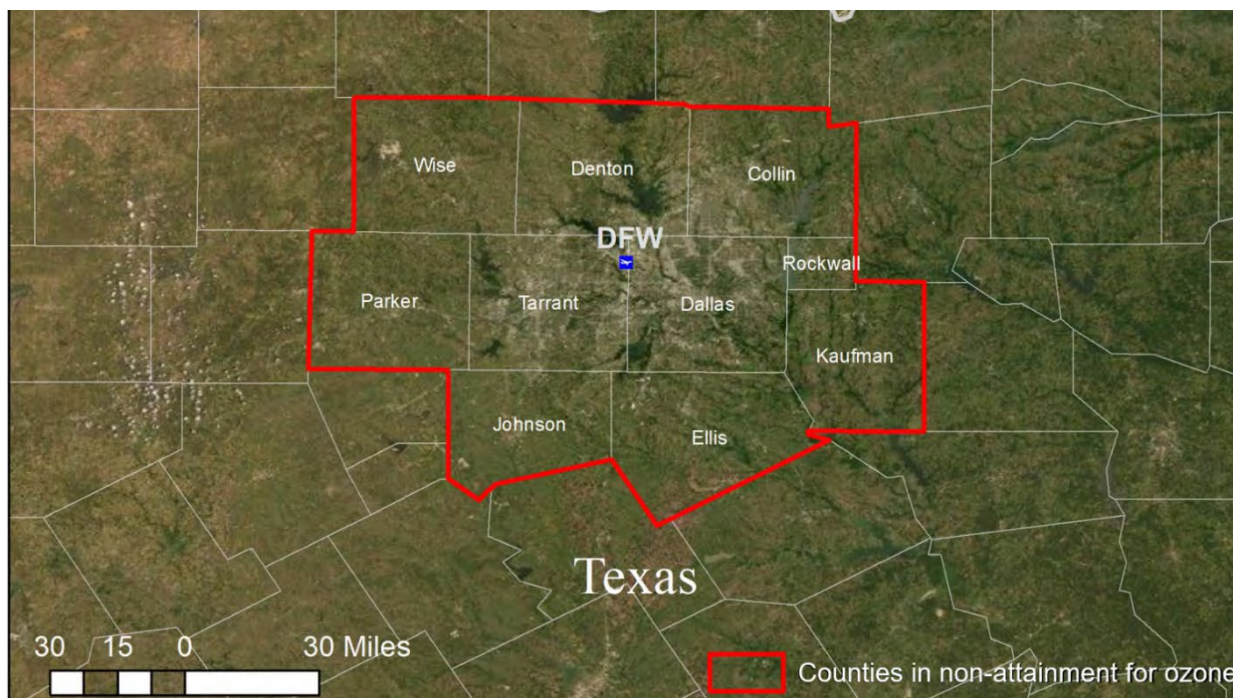 Wise
Denton
Collin
DFW
Rockwall
Parker
Tarrant
Dallas
Kaufman
Johnson
Ellis
Texas
30 15 0 30 Miles
Counties in non-attainment for ozone